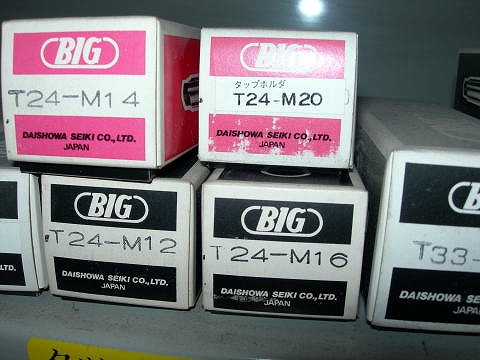 BIG
T24-M14
DAISHOWA SEIKI CO., LTD.
JAPAN
BIG
タップホルダ
T24-M20
DAISHOWA SEIKI CO., LTD.
JAPAN
LTD.
BIG
T24-M12
DAISHOWA SEIKI CO., LTD.
JAPAN
BIG
T24-M16
DAISHOWA SEIKI CO., LTD.
JAPAN
BIG
T33-
DAISHOWA SEIKI
JAPAN